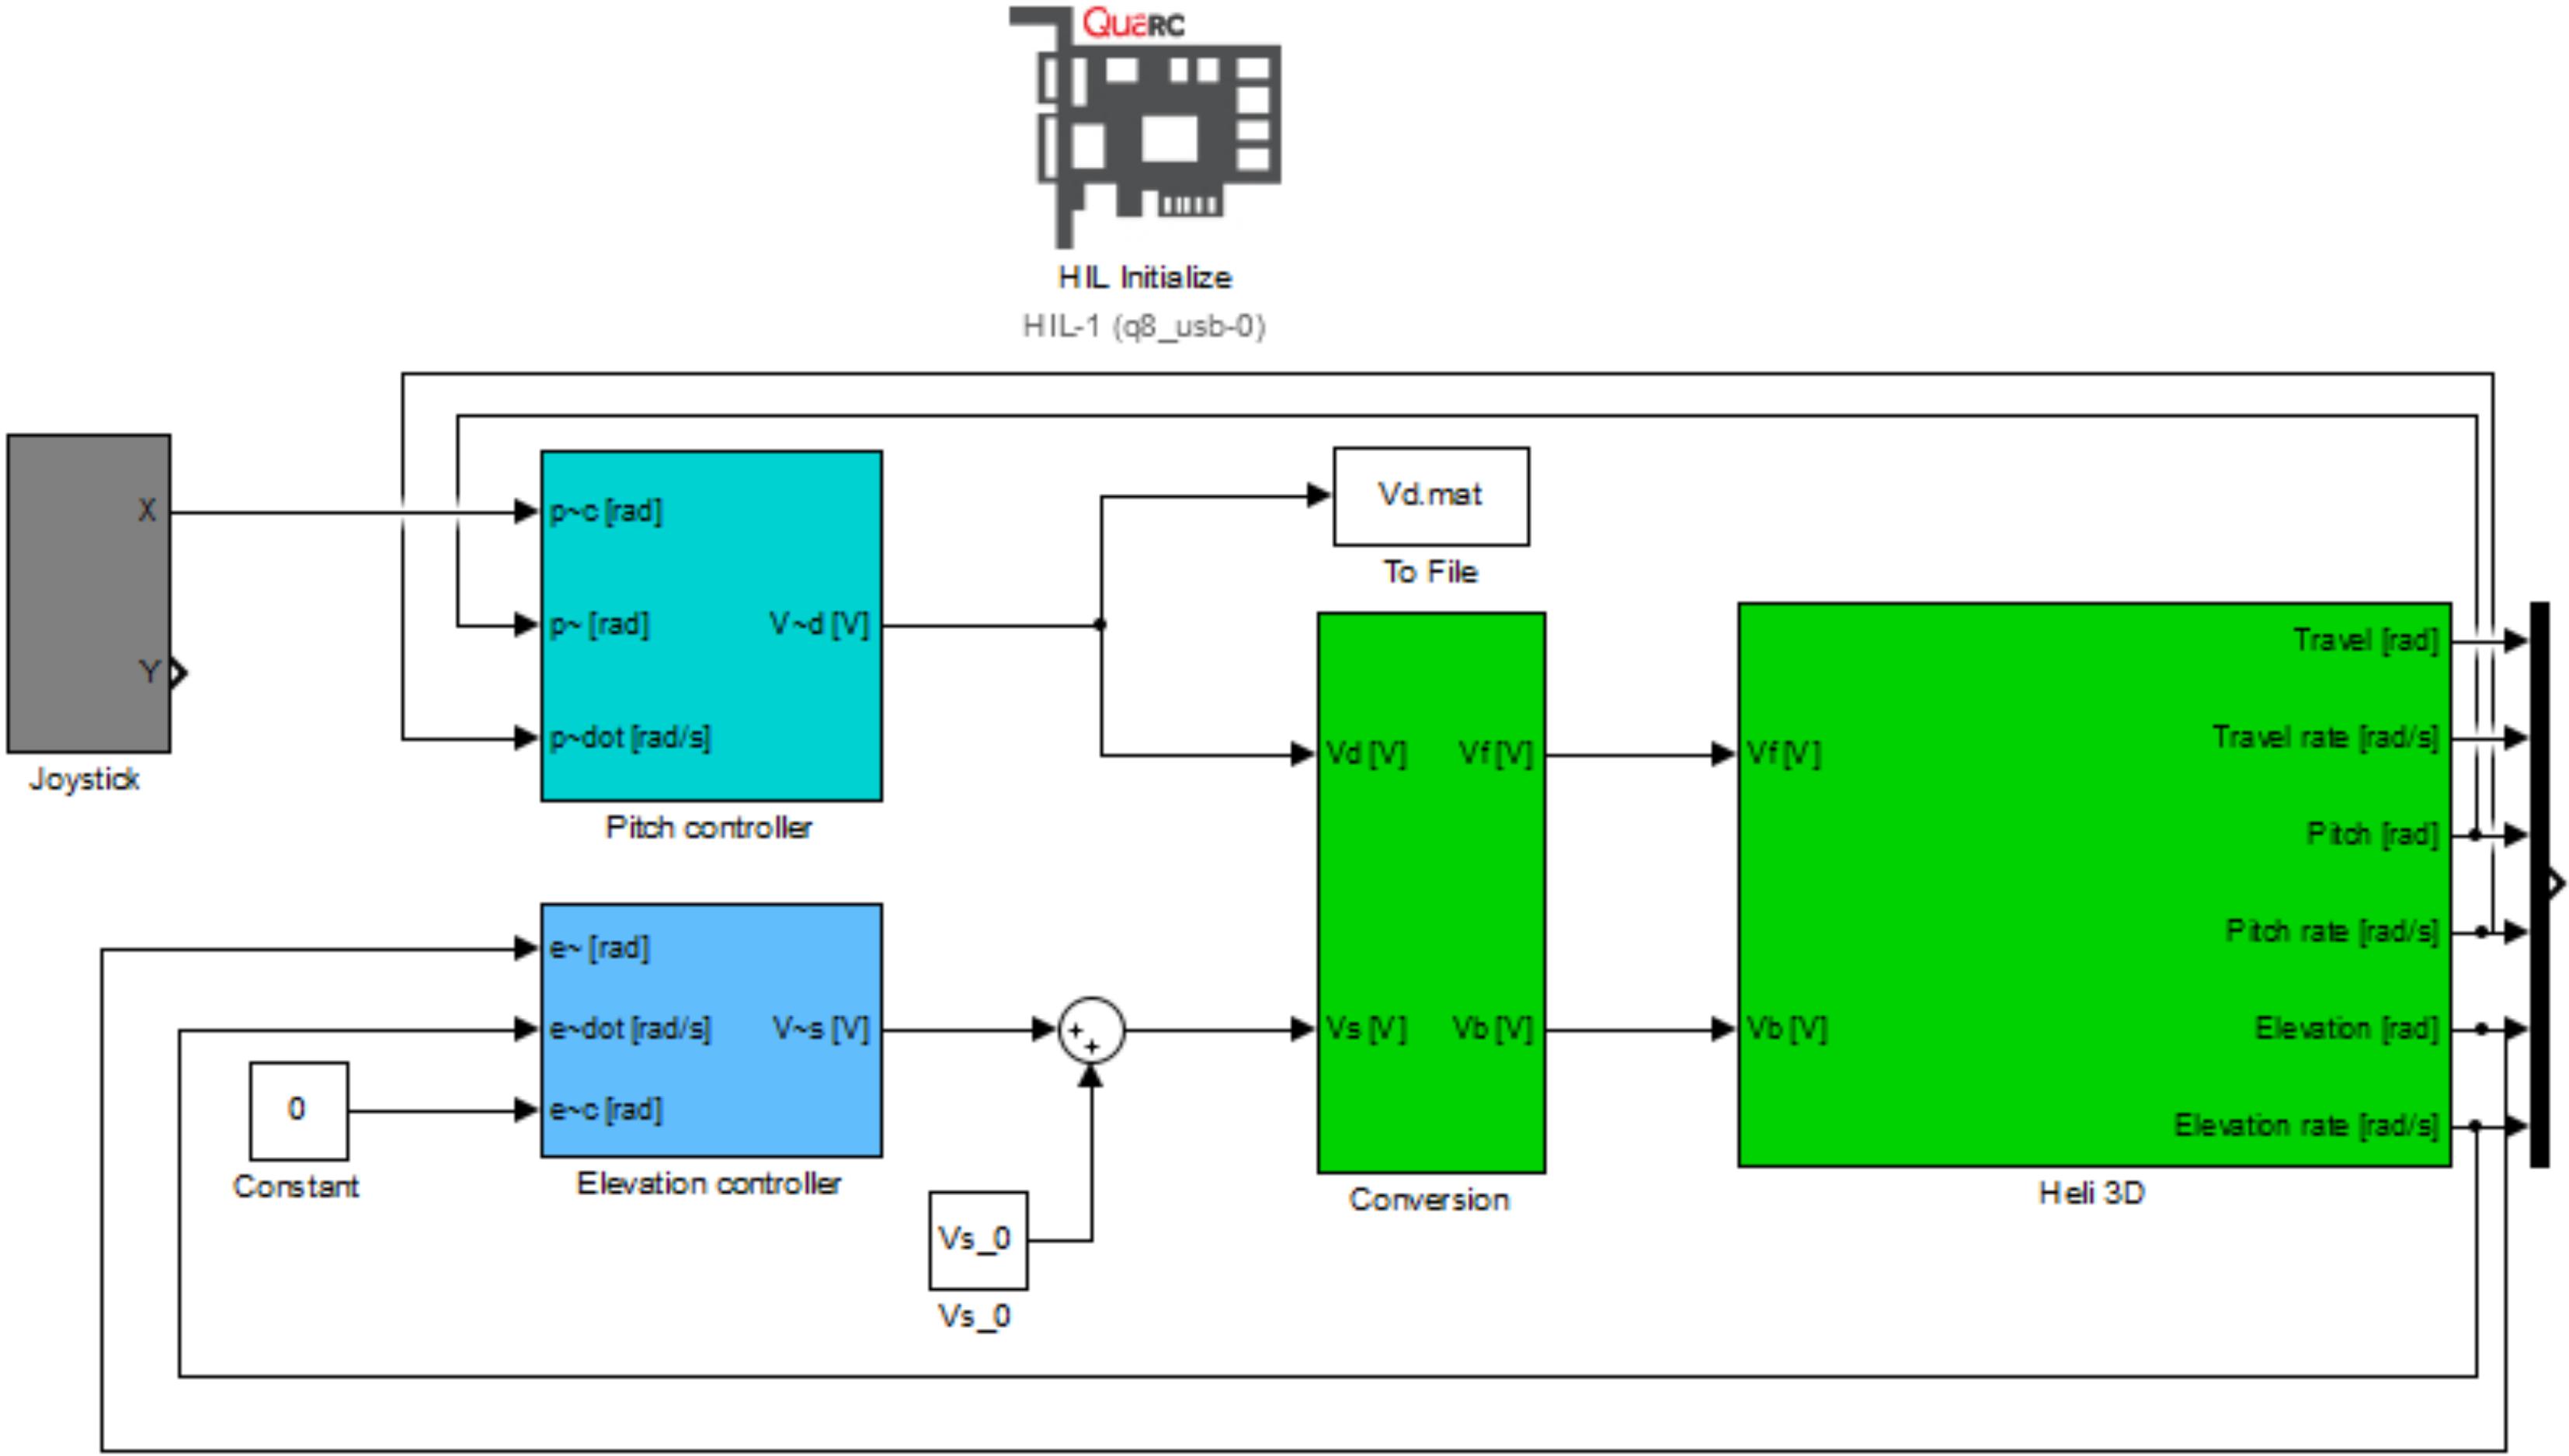 QuaRC
HIL Initialize
HIL-1 (q8_usb-0)
X
Y
Joystick
p~c [rad]
p~ [rad]
p~dot [rad/s]
V~d [V]
Pitch controller
Vd.mat
To File
e~ [rad]
e~dot [rad/s]
e~c [rad]
V~s [V]
Elevation controller
0
Constant
+
+
Vs_0
Vs_0
Vd [V]
Vs [V]
Vf [V]
Vb [V]
Conversion
Vf [V]
Vb [V]
Travel [rad]
Travel rate [rad/s]
Pitch [rad]
Pitch rate [rad/s]
Elevation [rad]
Elevation rate [rad/s]
Heli 3D